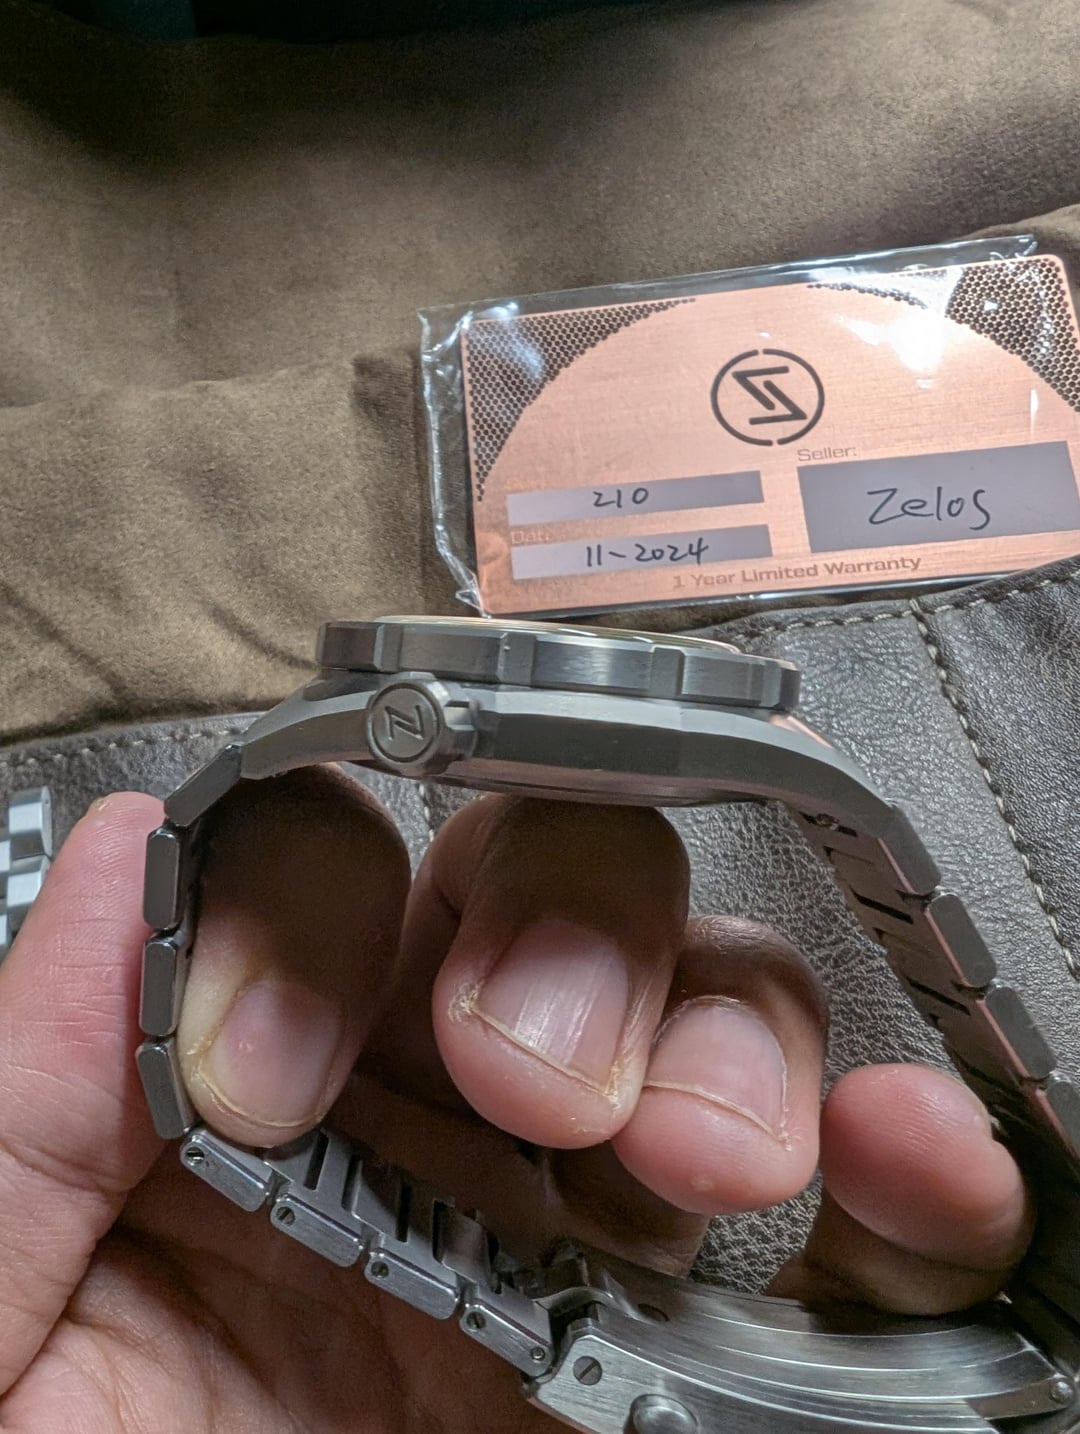 Seller:
210
Zelos
Date:
11-2024
1 Year Limited Warranty